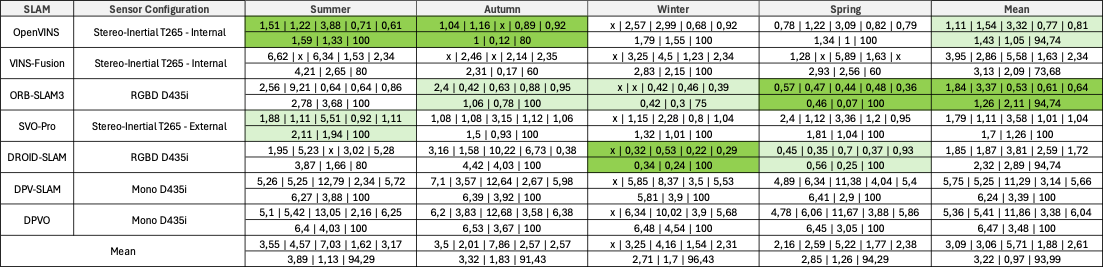 SLAM Sensor Configuration Summer Autumn Winter Spring Mean
OpenVINS Stereo-Inertial T265 - Internal 1,51 | 1,22 | 3,88 | 0,71 | 0,61 1,04 | 1,16 | x | 0,89 | 0,92 x | 2,57 | 2,99 | 0,68 | 0,92 0,78 | 1,22 | 3,09 | 0,82 | 0,79 1,11 | 1,54 | 3,32 | 0,77 | 0,81
1,59 | 1,33 | 100 1 | 0,12 | 80 1,79 | 1,55 | 100 1,34 | 1 | 100 1,43 | 1,05 | 94,74
VINS-Fusion Stereo-Inertial T265 - Internal 6,62 | x | 6,34 | 1,53 | 2,34 x | 2,46 | x | 2,14 | 2,35 x | 3,25 | 4,5 | 1,23 | 2,34 1,28 | x | 5,89 | 1,63 | x 3,95 | 2,86 | 5,58 | 1,63 | 2,34
4,21 | 2,65 | 80 2,31 | 0,17 | 60 2,83 | 2,15 | 100 2,93 | 2,56 | 60 3,13 | 2,09 | 73,68
ORB-SLAM3 RGBD D435i 2,56 | 9,21 | 0,64 | 0,64 | 0,86 2,4 | 0,42 | 0,63 | 0,88 | 0,95 x | x | 0,42 | 0,46 | 0,39 0,57 | 0,47 | 0,44 | 0,48 | 0,36 1,84 | 3,37 | 0,53 | 0,61 | 0,64
2,78 | 3,68 | 100 1,06 | 0,78 | 100 0,42 | 0,3 | 75 0,46 | 0,07 | 100 1,26 | 2,11 | 94,74
SVO-Pro Stereo-Inertial T265 - External 1,88 | 1,11 | 5,51 | 0,92 | 1,11 1,08 | 1,08 | 3,15 | 1,12 | 1,06 x | 1,15 | 2,28 | 0,8 | 1,04 2,4 | 1,12 | 3,36 | 1,2 | 0,95 1,79 | 1,11 | 3,58 | 1,01 | 1,04
2,11 | 1,94 | 100 1,5 | 0,93 | 100 1,32 | 1,01 | 100 1,81 | 1,04 | 100 1,7 | 1,26 | 100
DROID-SLAM RGBD D435i 1,95 | 5,23 | x | 3,02 | 5,28 3,16 | 1,58 | 10,22 | 6,73 | 0,38 x | 0,32 | 0,53 | 0,22 | 0,29 0,45 | 0,35 | 0,7 | 0,37 | 0,93 1,85 | 1,87 | 3,81 | 2,59 | 1,72
3,87 | 1,66 | 80 4,42 | 4,03 | 100 0,34 | 0,24 | 100 0,56 | 0,25 | 100 2,32 | 2,89 | 94,74
DPV-SLAM Mono D435i 5,26 | 5,25 | 12,79 | 2,34 | 5,72 7,1 | 3,57 | 12,64 | 2,67 | 5,98 x | 5,85 | 8,37 | 3,5 | 5,53 4,89 | 6,34 | 11,38 | 4,04 | 5,4 5,75 | 5,25 | 11,29 | 3,14 | 5,66
6,27 | 3,88 | 100 6,39 | 3,92 | 100 5,81 | 3,9 | 100 6,41 | 2,9 | 100 6,24 | 3,39 | 100
DPVO Mono D435i 5,1 | 5,42 | 13,05 | 2,16 | 6,25 6,2 | 3,83 | 12,68 | 3,58 | 6,38 x | 6,34 | 10,02 | 3,9 | 5,68 4,78 | 6,06 | 11,67 | 3,88 | 5,86 5,36 | 5,41 | 11,86 | 3,38 | 6,04
6,4 | 4,03 | 100 6,53 | 3,67 | 100 6,48 | 4,54 | 100 6,45 | 3,05 | 100 6,47 | 3,48 | 100
Mean 3,55 | 4,57 | 7,03 | 1,62 | 3,17 3,5 | 2,01 | 7,86 | 2,57 | 2,57 x | 3,25 | 4,16 | 1,54 | 2,31 2,16 | 2,59 | 5,22 | 1,77 | 2,38 3,09 | 3,06 | 5,71 | 1,88 | 2,61
3,89 | 1,13 | 94,29 3,32 | 1,83 | 91,43 2,71 | 1,7 | 96,43 2,85 | 1,26 | 94,29 3,22 | 0,97 | 93,99